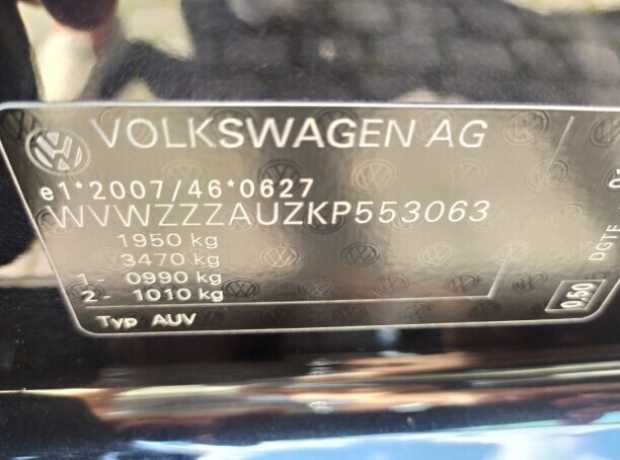 VOLKSWAGEN AG
e1*2007/46*0627
WVWZZZAUZKP553063
1950 kg
3470 kg
1 - 0990 kg
2 - 1010 kg
Typ AUV
DGTE
0.50